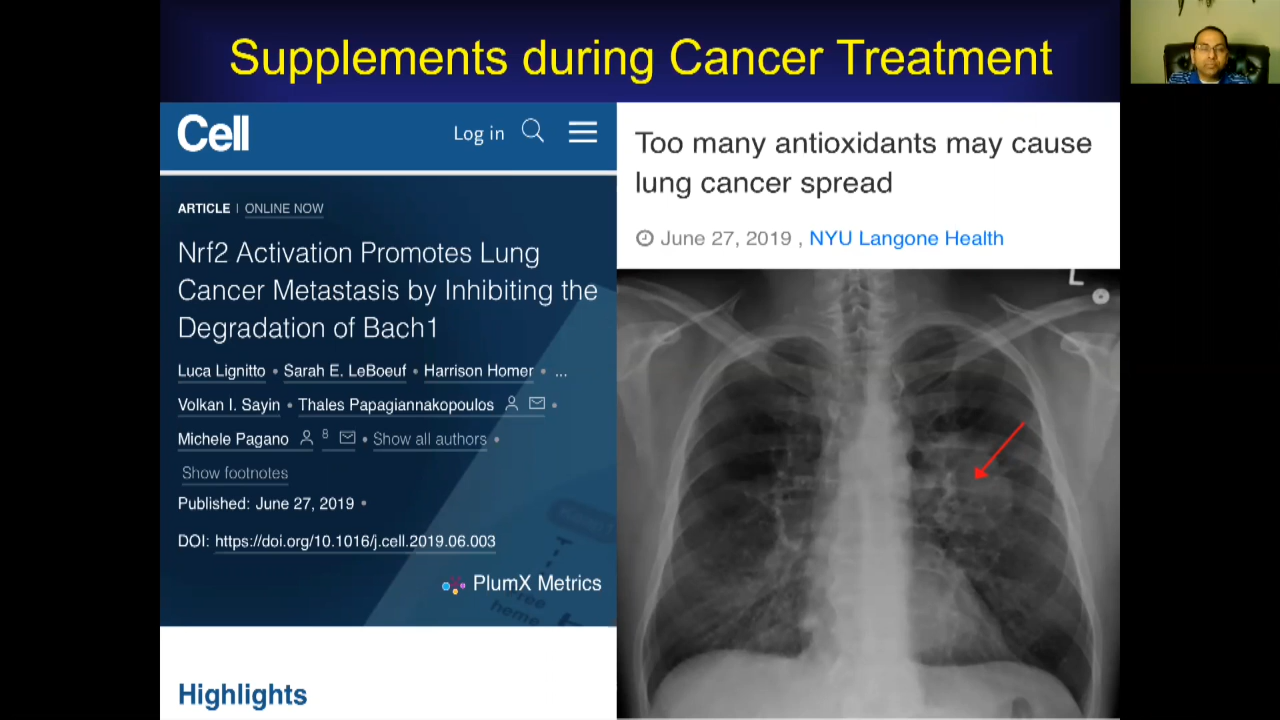 Supplements during Cancer Treatment
Cell
Log in
ARTICLE | ONLINE NOW
Nrf2 Activation Promotes Lung
Cancer Metastasis by Inhibiting the
Degradation of Bach1
Luca Lignitto • Sarah E. LeBoeuf • Harrison Homer • ...
Volkan I. Sayin • Thales Papagiannakopoulos •
Michele Pagano 8 • Show all authors •
Show footnotes
Published: June 27, 2019 •
DOI: https://doi.org/10.1016/j.cell.2019.06.003
PlumX Metrics
free
heme
Highlights
Too many antioxidants may cause
lung cancer spread
June 27, 2019 , NYU Langone Health
L